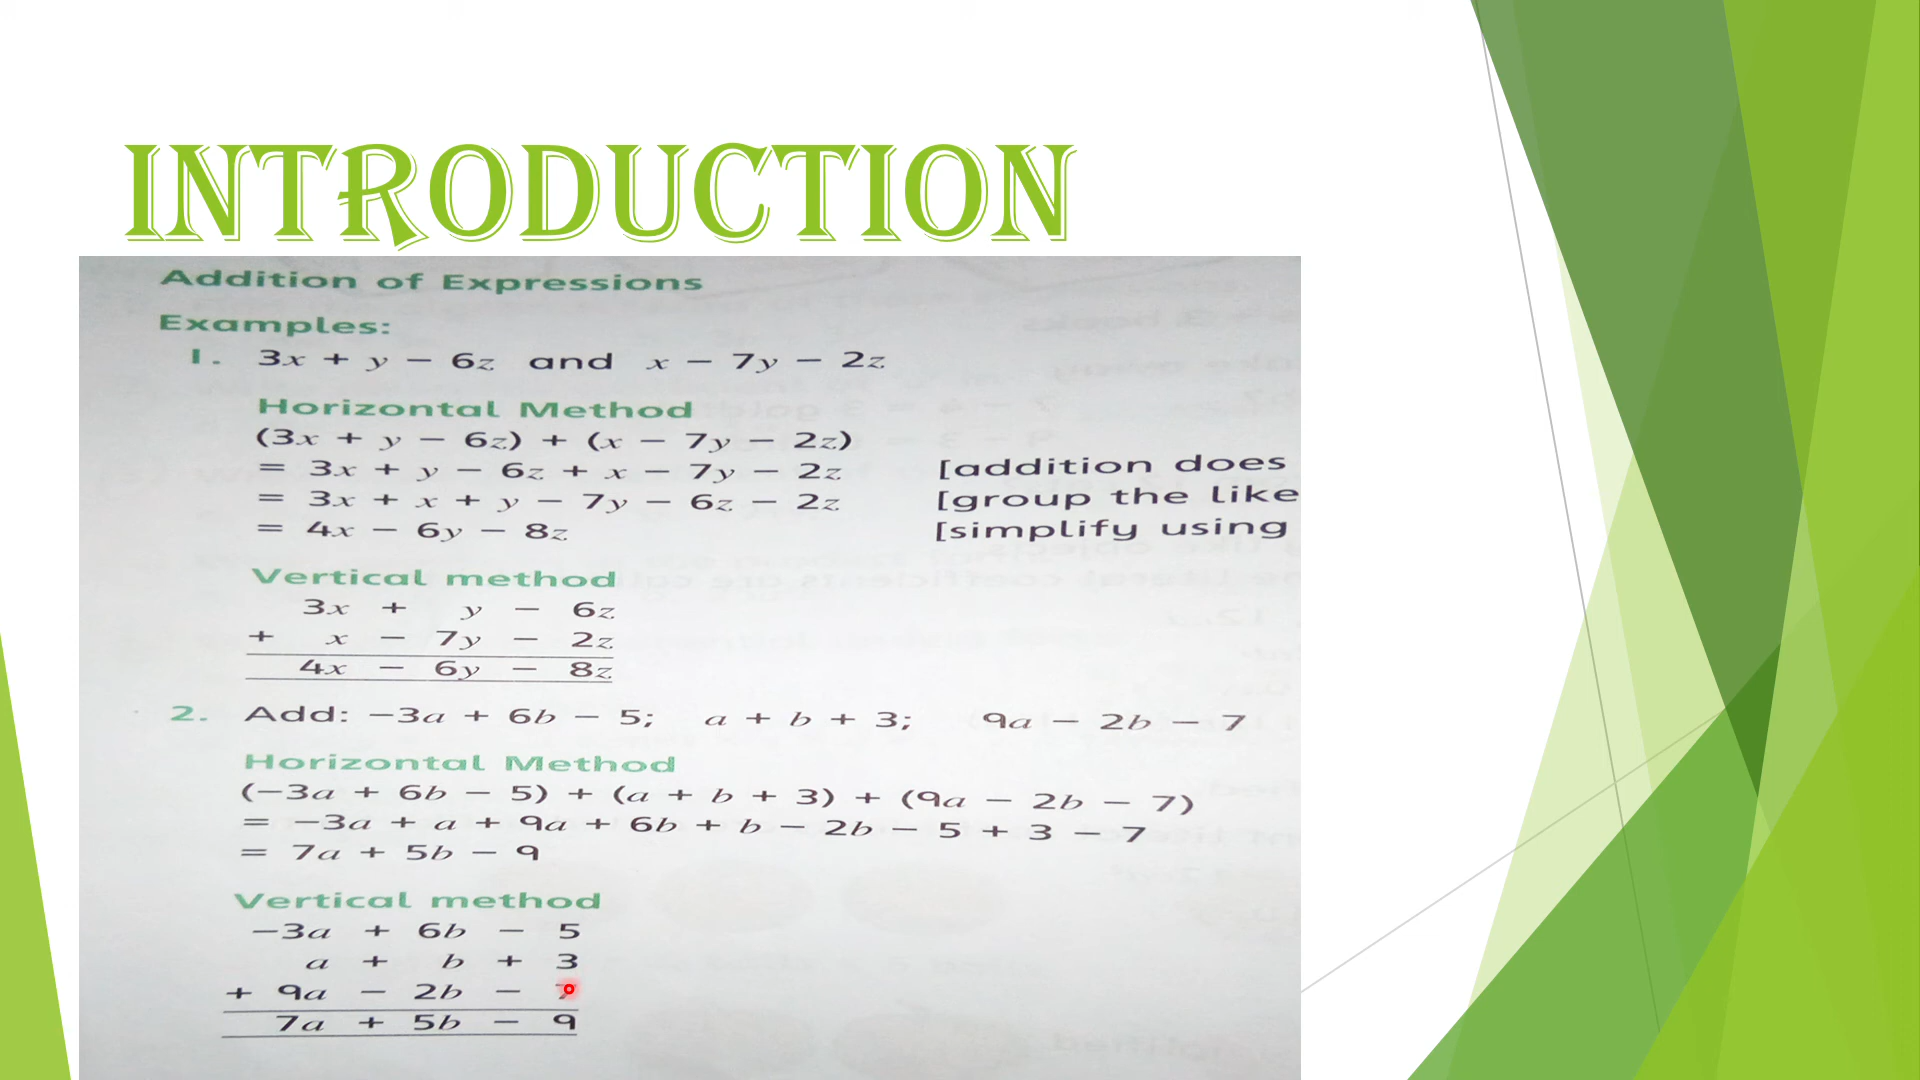 INTRODUCTION
Addition of Expressions
Examples:
1. 3x + y − 6z and x − 7y − 2z
Horizontal Method
(3x + y − 6z) + (x − 7y − 2z)
= 3x + y − 6z + x − 7y − 2z [addition does
= 3x + x + y − 7y − 6z − 2z [group the like
= 4x − 6y − 8z [simplify using
Vertical method
3x + y − 6z
+ x − 7y − 2z
4x − 6y − 8z
2. Add: −3a + 6b − 5; a + b + 3; 9a − 2b − 7
Horizontal Method
(−3a + 6b − 5) + (a + b + 3) + (9a − 2b − 7)
= −3a + a + 9a + 6b + b − 2b − 5 + 3 − 7
= 7a + 5b − 9
Vertical method
−3a + 6b − 5
a + b + 3
+ 9a − 2b −
7a + 5b − 9